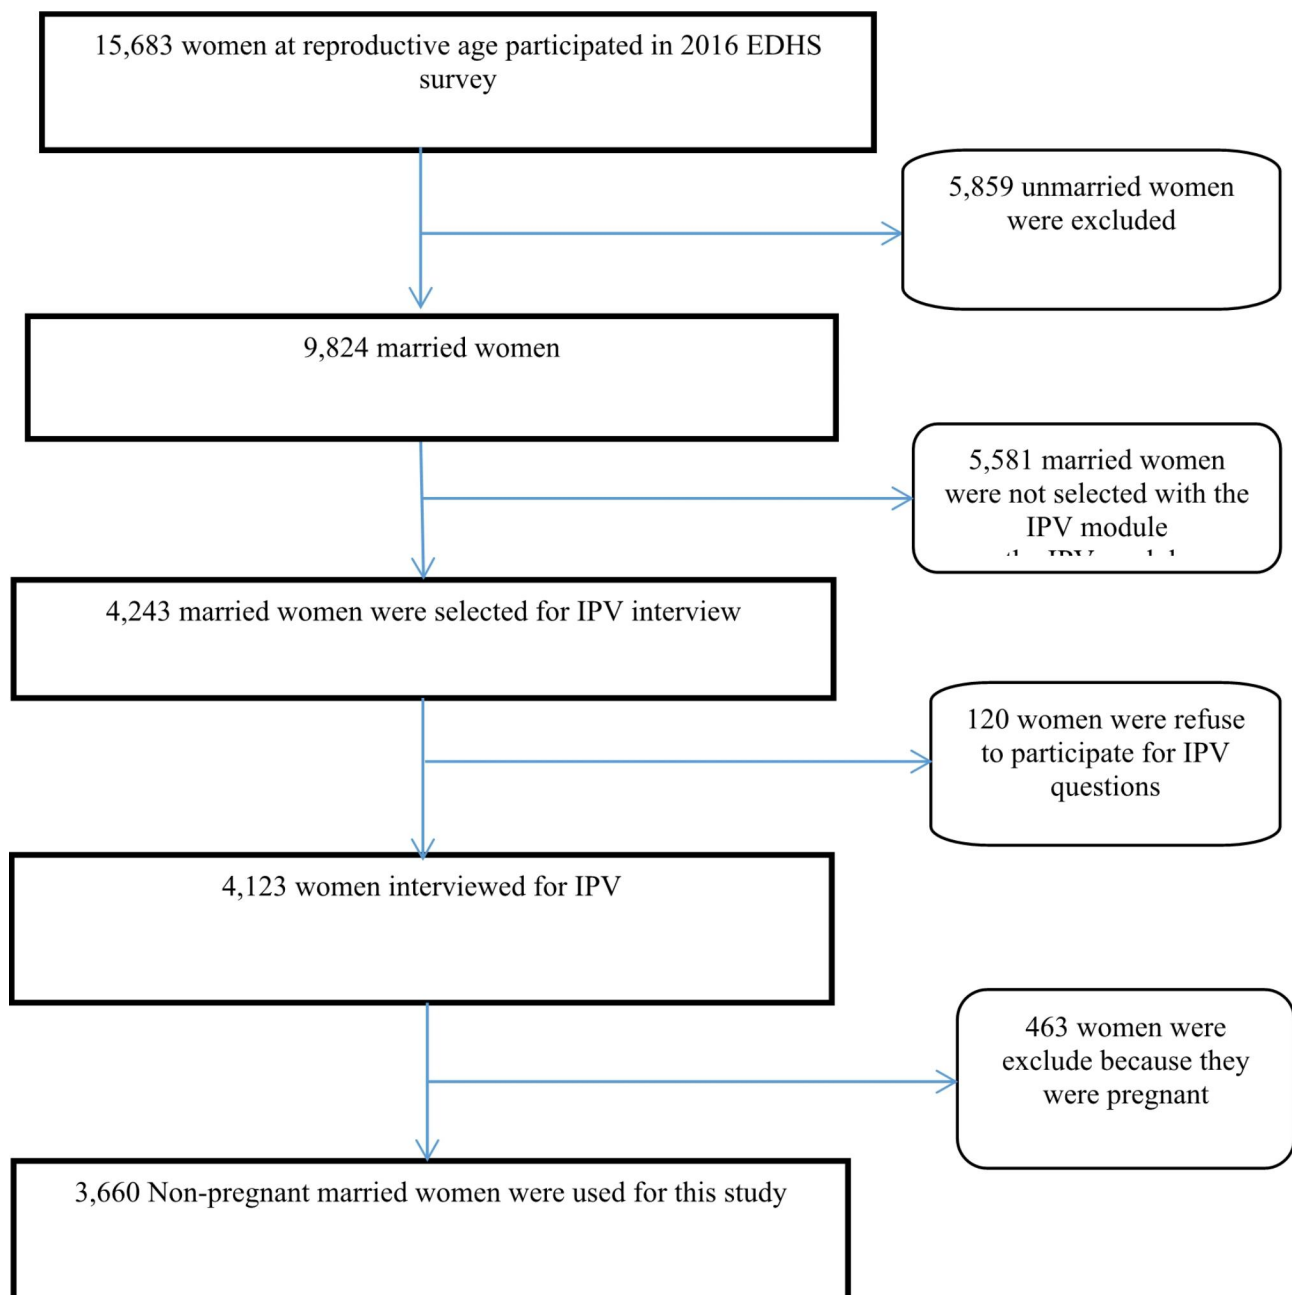 15,683 women at reproductive age participated in 2016 EDHS
survey
5,859 unmarried women
were excluded
9,824 married women
5,581 married women
were not selected with the
IPV module
4,243 married women were selected for IPV interview
120 women were refuse
to participate for IPV
questions
4,123 women interviewed for IPV
463 women were
exclude because they
were pregnant
3,660 Non-pregnant married women were used for this study